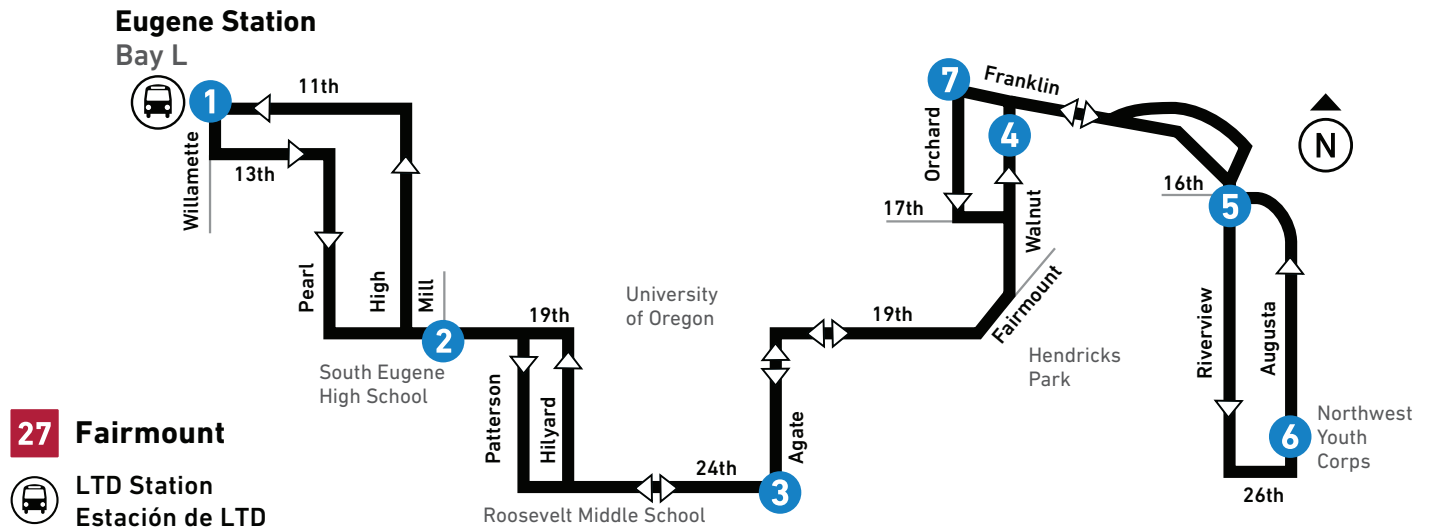 Eugene Station
Bay L
1
11th
13th
Willamette
Pearl
High
Mill
2
19th
South Eugene
High School
Patterson
Hilyard
24th
Roosevelt Middle School
3
Agate
University
of Oregon
19th
Fairmount
Hendricks
Park
Walnut
17th
Orchard
4
7
Franklin
16th
5
Riverview
Augusta
6
26th
Northwest
Youth
Corps
N
27 Fairmount
LTD Station
Estación de LTD